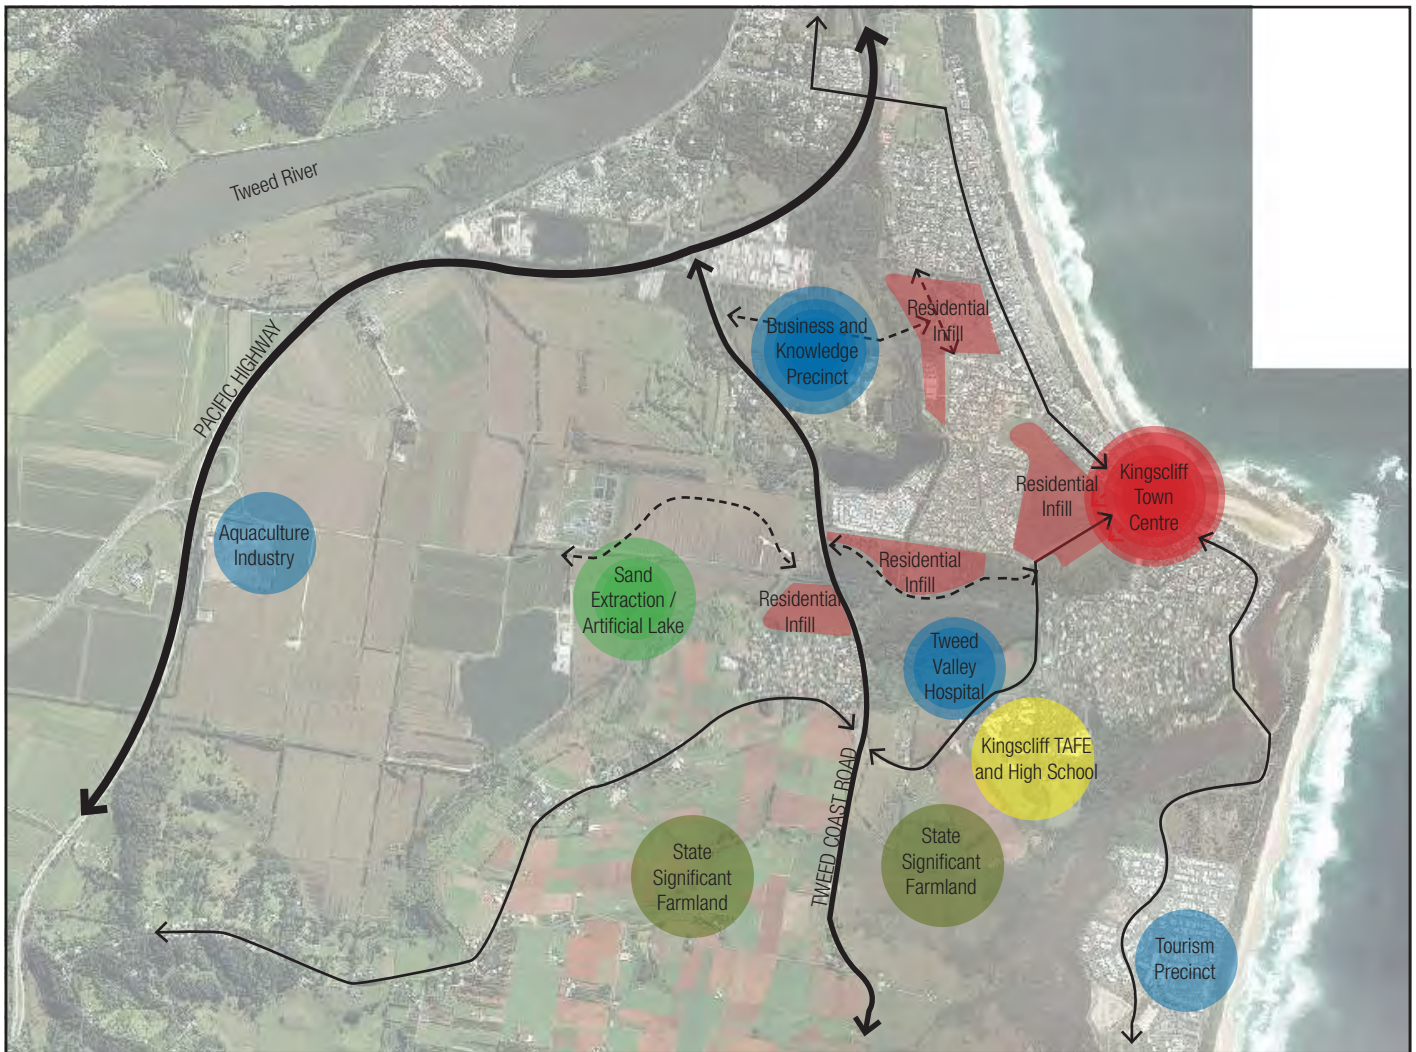 Tweed River
PACIFIC HIGHWAY
Business and
Knowledge
Precinct
Residential
Infill
Residential
Infill
Kingscliff
Town
Centre
Aquaculture
Industry
Sand
Extraction /
Artificial Lake
Residential
Infill
Residential
Infill
Tweed
Valley
Hospital
Kingscliff TAFE
and High School
TWEED COAST ROAD
State
Significant
Farmland
State
Significant
Farmland
Tourism
Precinct